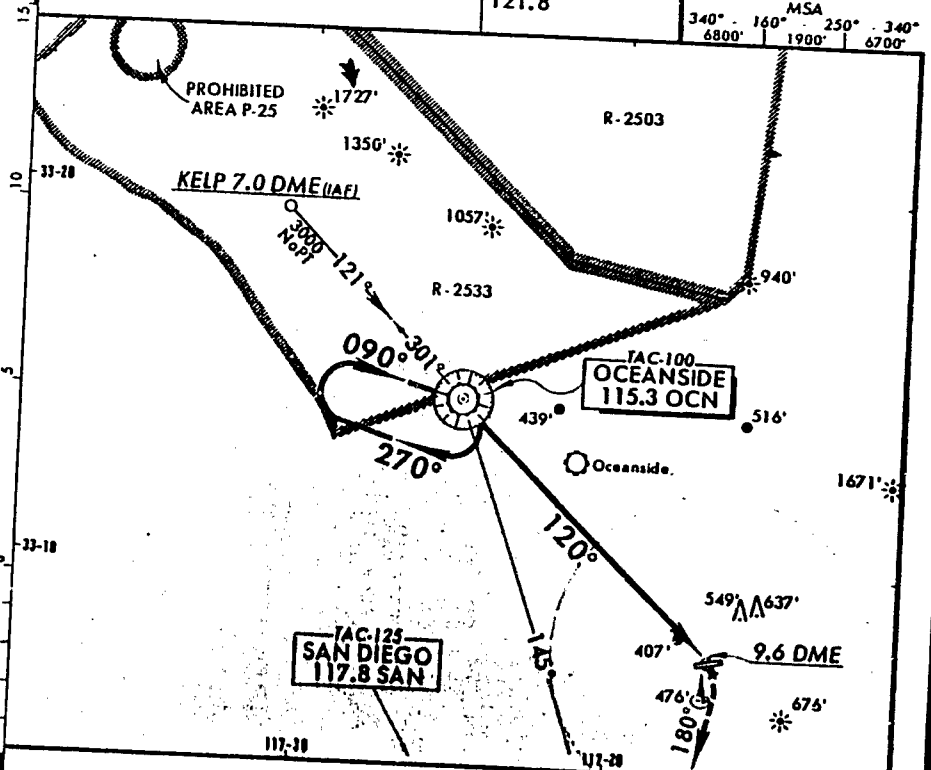 121.8
MSA
340° - 160° - 250° - 340°
6800' 1900' 6700'
15
PROHIBITED
AREA P-25
1727'
R-2503
1350'
33-20
10
KELP 7.0 DME (IAF)
1057'
3000
NoPT
121°
R-2533
940'
301°
090°
TAC-100
OCEANSIDE
115.3 OCN
5
439'
516'
270°
Oceanside.
1671'
120°
33-10
549'
637'
TAC-125
SAN DIEGO
117.8 SAN
145°
407'
9.6 DME
476'
675'
180°
117-30
117-20